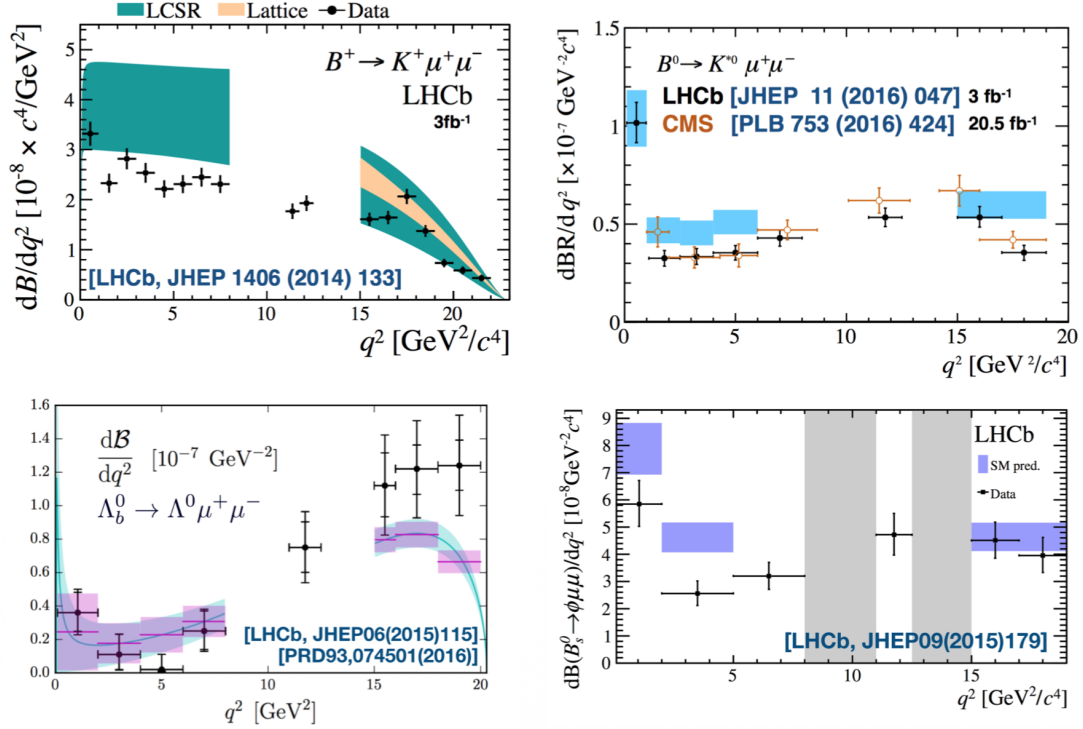 LCSR Lattice Data
dB/dq² [10⁻⁸ × c⁴/GeV²]
5
4
3
2
1
0
B⁺ → K⁺μ⁺μ⁻
LHCb
3fb⁻¹
[LHCb, JHEP 1406 (2014) 133]
0 5 10 15 20
q² [GeV²/c⁴]
dBR/dq² [×10⁻⁷ GeV⁻²c⁴]
1.5
1
0.5
0
B⁰→ K*⁰ μ⁺μ⁻
LHCb [JHEP 11 (2016) 047] 3 fb⁻¹
CMS [PLB 753 (2016) 424] 20.5 fb⁻¹
0 5 10 15 20
q² [GeV²/c⁴]
1.6
1.4
1.2
1.0
0.8
0.6
0.4
0.2
0.0
dB/dq² [10⁻⁷ GeV⁻²]
Λ_b⁰ → Λ⁰μ⁺μ⁻
[LHCb, JHEP06(2015)115]
[PRD93,074501(2016)]
0 5 10 15 20
q² [GeV²]
dB(B_s⁰→ϕμμ)/dq² [10⁻⁸GeV⁻²c⁴]
9
8
7
6
5
4
3
2
1
0
LHCb
SM pred.
Data
[LHCb, JHEP09(2015)179]
5 10 15
q² [GeV²/c⁴]